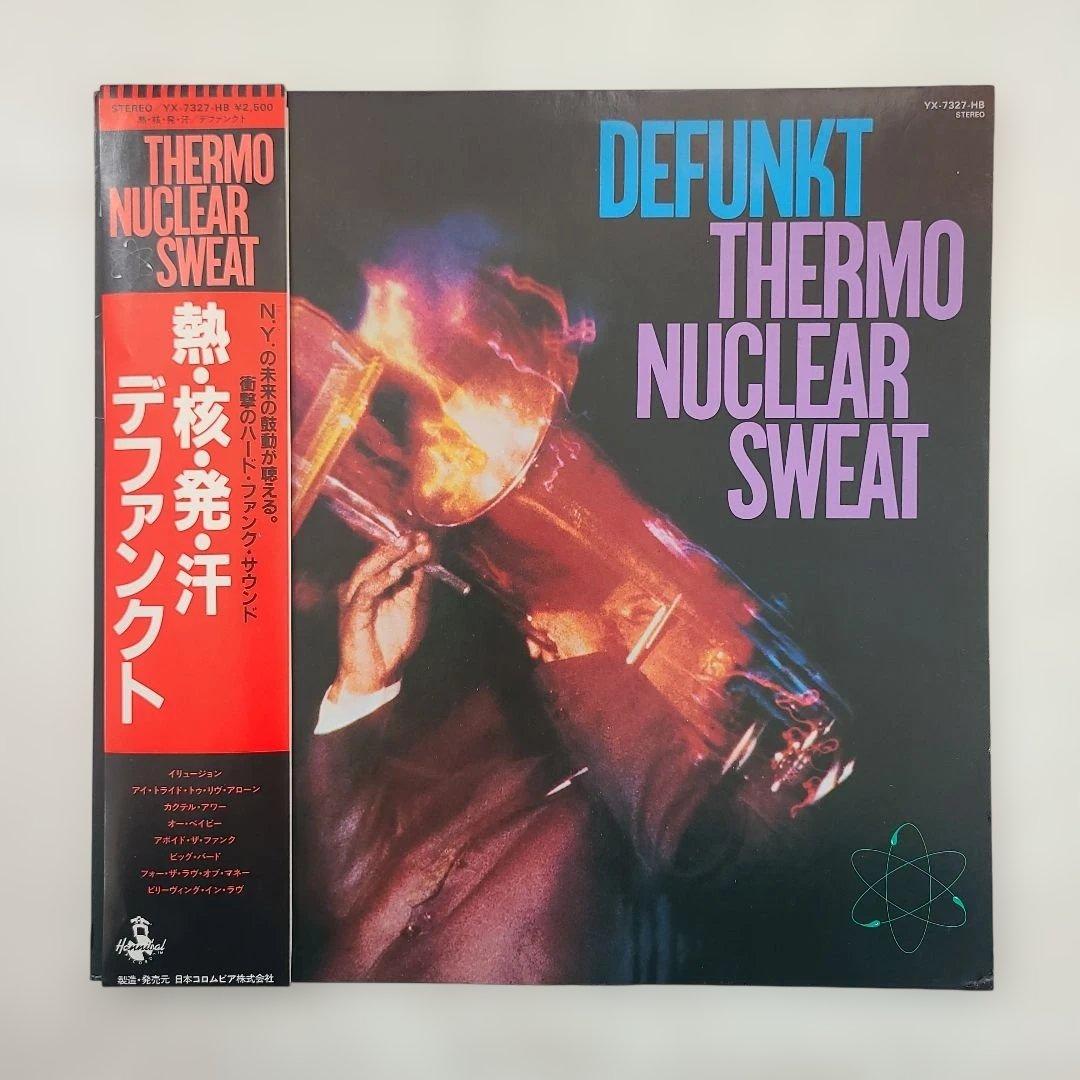 STEREO/YX-7327-HB ¥2,500
熱・核・発・汗/デファンクト
THERMO
NUCLEAR
SWEAT
N.Y.の未来の鼓動が聴える。
衝撃のハード・ファンク・サウンド
熱・核・発・汗
デファンクト
イリュージョン
アイ・トライド・トゥ・リヴ・アローン
カクテル・アワー
オー・ベイビー
アボイド・ザ・ファンク
ビッグ・バード
フォー・ザ・ラヴ・オブ・マネー
ビリーヴィング・イン・ラヴ
Hannibal
製造・発売元 日本コロムビア株式会社
YX-7327-HB
STEREO
DEFUNKT
THERMO
NUCLEAR
SWEAT